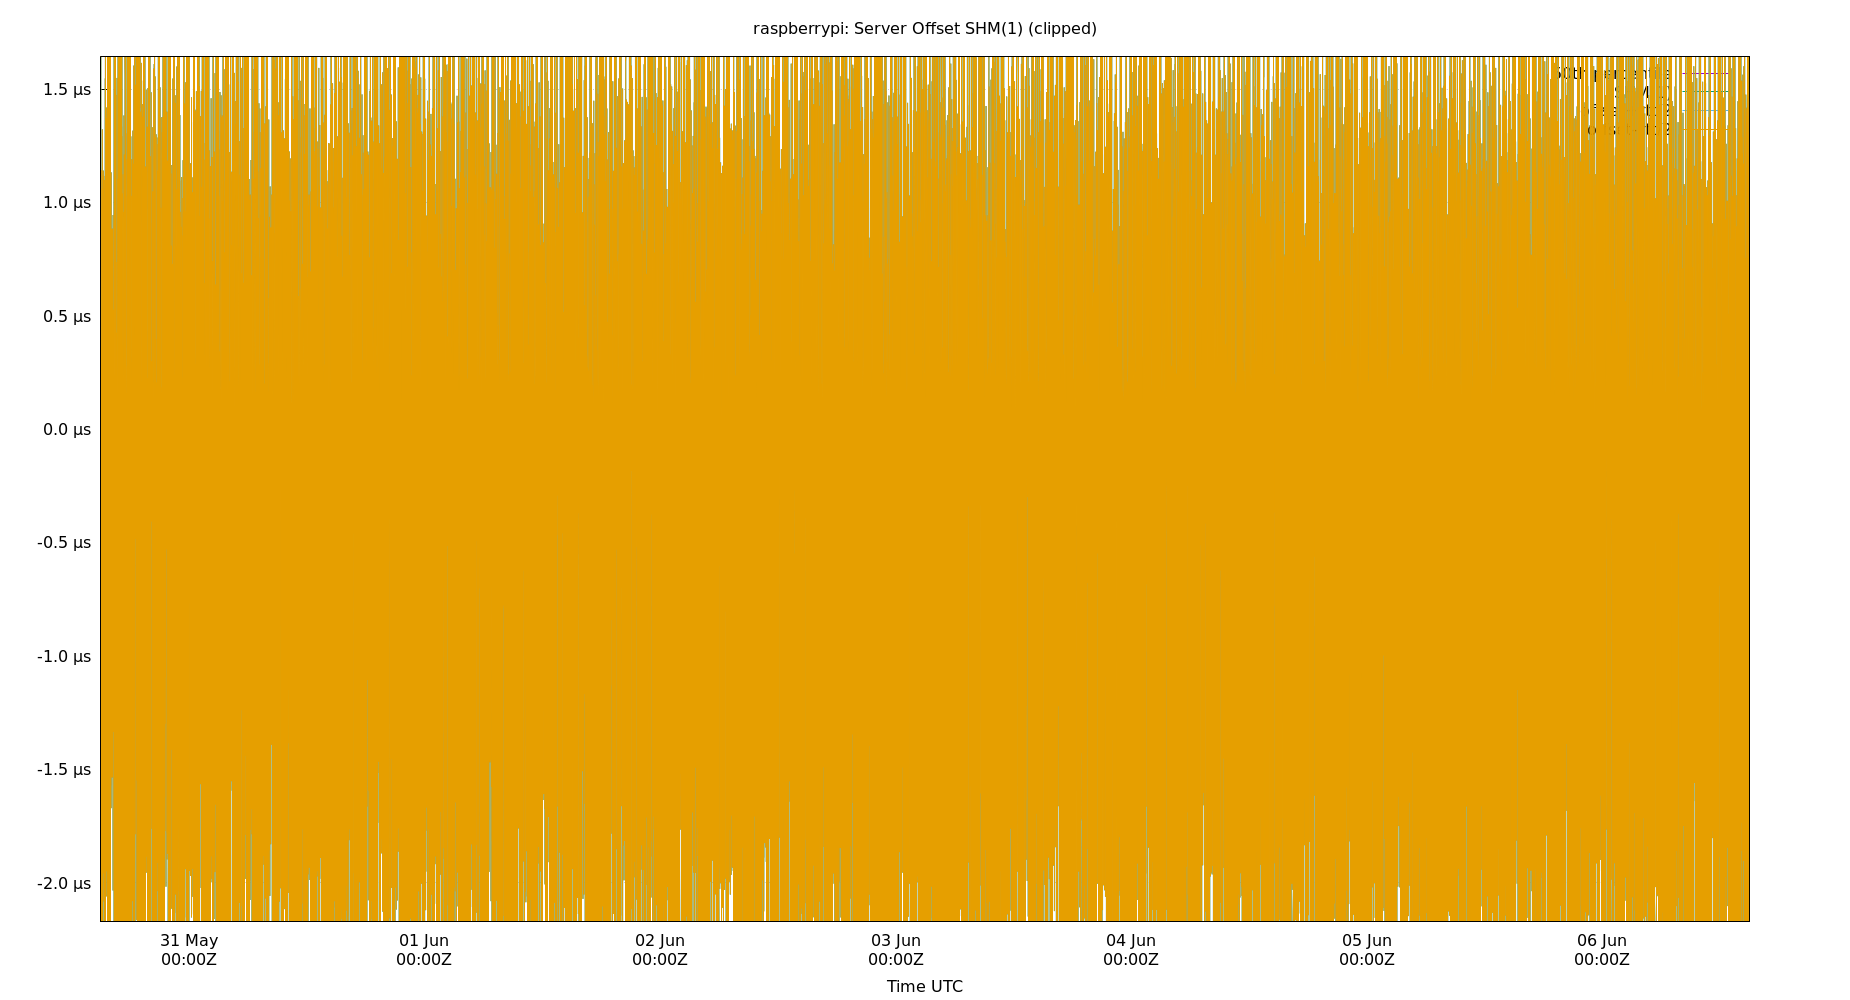 raspberrypi: Server Offset SHM(1) (clipped)
1.5 µs
1.0 µs
0.5 µs
0.0 µs
-0.5 µs
-1.0 µs
-1.5 µs
-2.0 µs
50th percentile
31 May
00:00Z
01 Jun
00:00Z
02 Jun
00:00Z
03 Jun
00:00Z
04 Jun
00:00Z
05 Jun
00:00Z
06 Jun
00:00Z
Time UTC